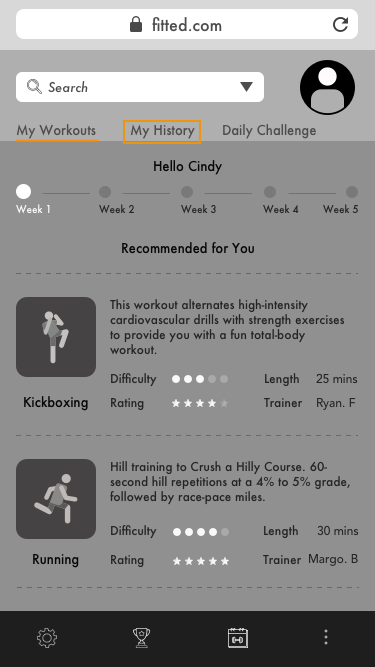 fitted.com
Search
My Workouts My History Daily Challenge
Hello Cindy
Week 1 Week 2 Week 3 Week 4 Week 5
Recommended for You
This workout alternates high-intensity
cardiovascular drills with strength exercises
to provide you with a fun total-body
workout.
Difficulty Length 25 mins
Kickboxing Rating Trainer Ryan. F
Hill training to Crush a Hilly Course. 60-
second hill repetitions at a 4% to 5% grade,
followed by race-pace miles.
Difficulty Length 30 mins
Running Rating Trainer Margo. B